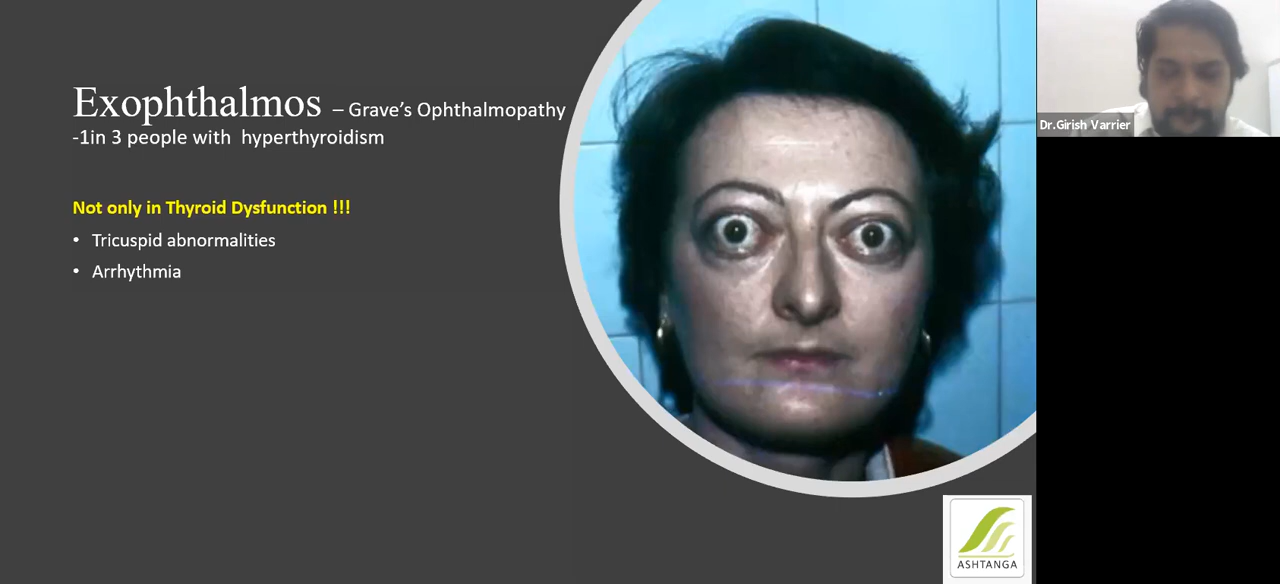 Exophthalmos – Grave's Ophthalmopathy
-1in 3 people with hyperthyroidism
Not only in Thyroid Dysfunction !!!
• Tricuspid abnormalities
• Arrhythmia
Dr.Girish Varrier
ASHTANGA